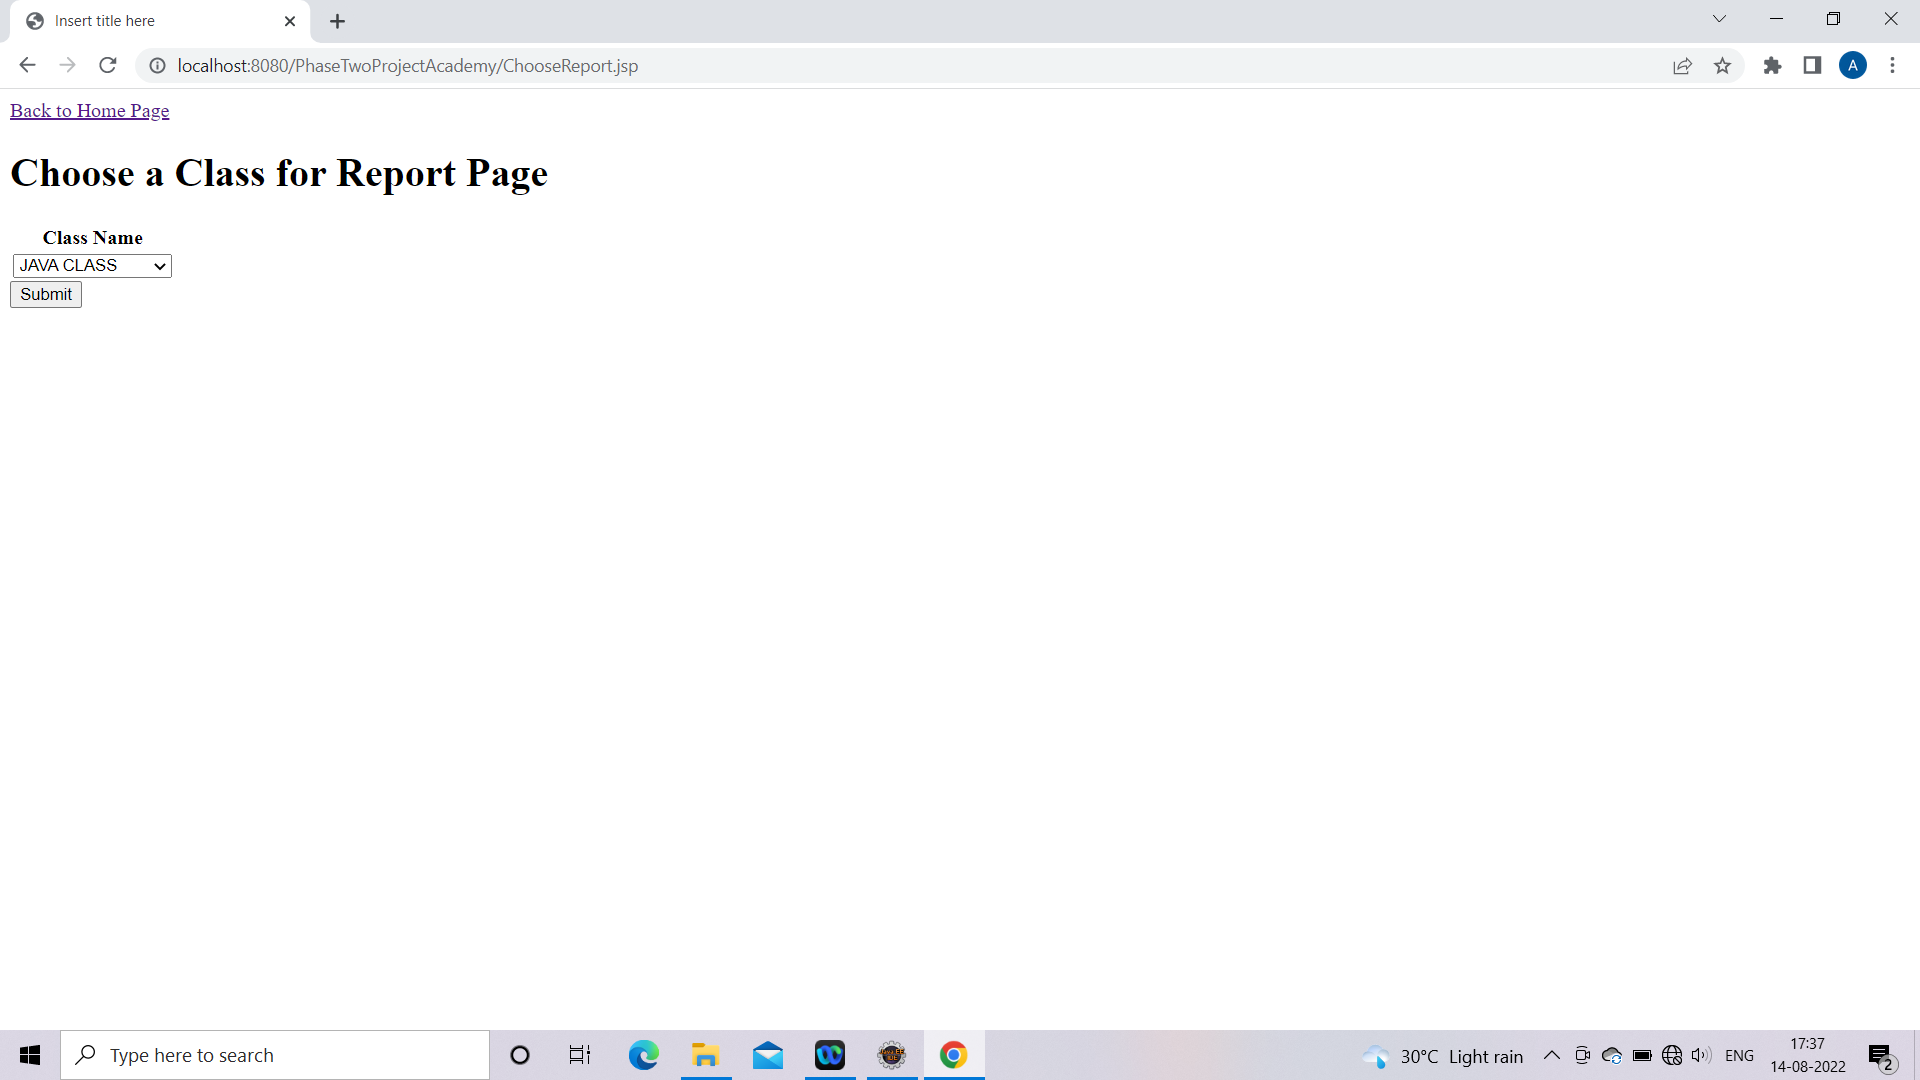 Insert title here
localhost:8080/PhaseTwoProjectAcademy/ChooseReport.jsp
A
Back to Home Page
Choose a Class for Report Page
Class Name
JAVA CLASS
Submit
Type here to search
30°C Light rain
ENG
17:37
14-08-2022
2